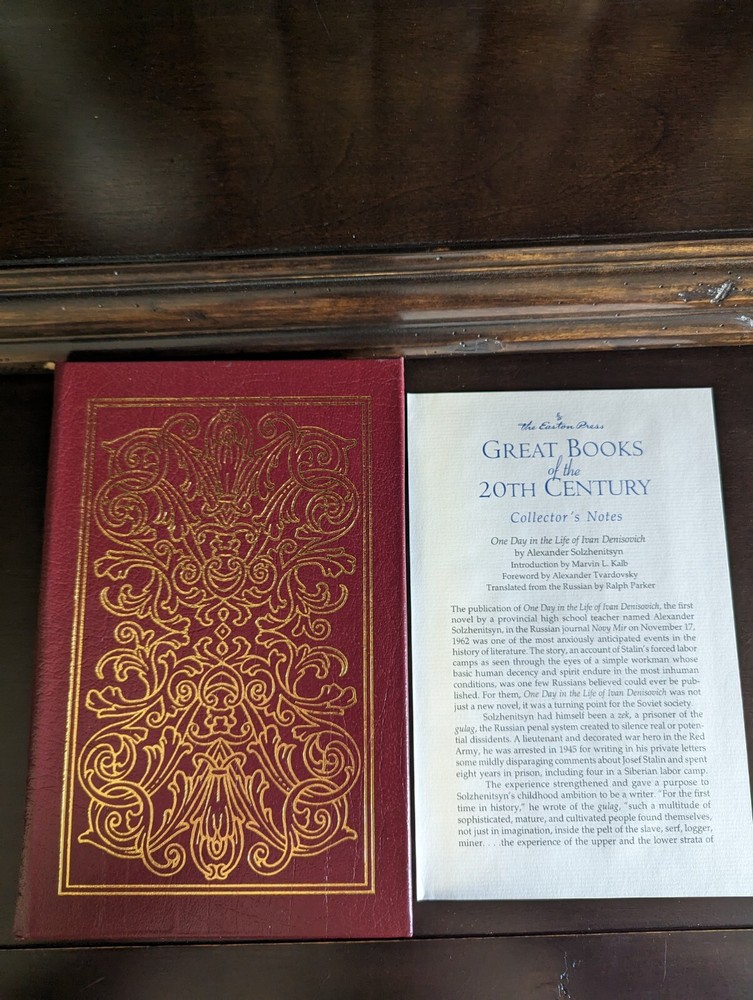 the Easton Press
GREAT BOOKS
of the
20TH CENTURY
Collector's Notes
One Day in the Life of Ivan Denisovich
by Alexander Solzhenitsyn
Introduction by Marvin L. Kalb
Foreword by Alexander Tvardovsky
Translated from the Russian by Ralph Parker
The publication of One Day in the Life of Ivan Denisovich, the first
novel by a provincial high school teacher named Alexander
Solzhenitsyn, in the Russian journal Novy Mir on November 17,
1962 was one of the most anxiously anticipated events in the
history of literature. The story, an account of Stalin's forced labor
camps as seen through the eyes of a simple workman whose
basic human decency and spirit endure in the most inhuman
conditions, was one few Russians believed could ever be pub-
lished. For them, One Day in the Life of Ivan Denisovich was not
just a new novel, it was a turning point for the Soviet society.
Solzhenitsyn had himself been a zek, a prisoner of the
gulag, the Russian penal system created to silence real or poten-
tial dissidents. A lieutenant and decorated war hero in the Red
Army, he was arrested in 1945 for writing in his private letters
some mildly disparaging comments about Josef Stalin and spent
eight years in prison, including four in a Siberian labor camp.
The experience strengthened and gave a purpose to
Solzhenitsyn's childhood ambition to be a writer. "For the first
time in history," he wrote of the gulag, "such a multitude of
sophisticated, mature, and cultivated people found themselves,
not just in imagination, inside the pelt of the slave, serf, logger,
miner. . . .the experience of the upper and the lower strata of